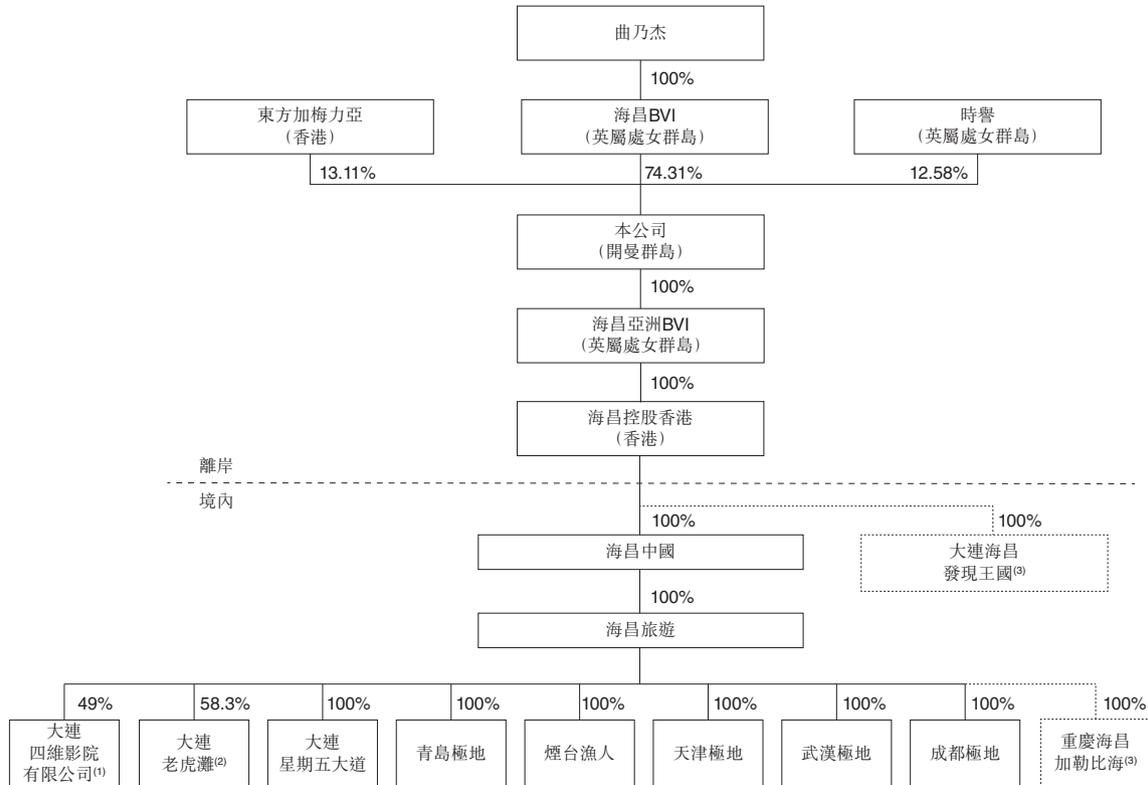 曲乃杰
100%
東方加梅力亞
(香港)
海昌BVI
(英屬處女群島)
時譽
(英屬處女群島)
13.11%
74.31%
12.58%
本公司
(開曼群島)
100%
海昌亞洲BVI
(英屬處女群島)
100%
海昌控股香港
(香港)
離岸
境內
100%
100%
海昌中國
大連海昌
發現王國(3)
100%
海昌旅遊
49%
58.3%
100%
100%
100%
100%
100%
100%
100%
大連
四維影院
有限公司(1)
大連
老虎灘(2)
大連
星期五大道
青島極地
煙台漁人
天津極地
武漢極地
成都極地
重慶海昌
加勒比海(3)